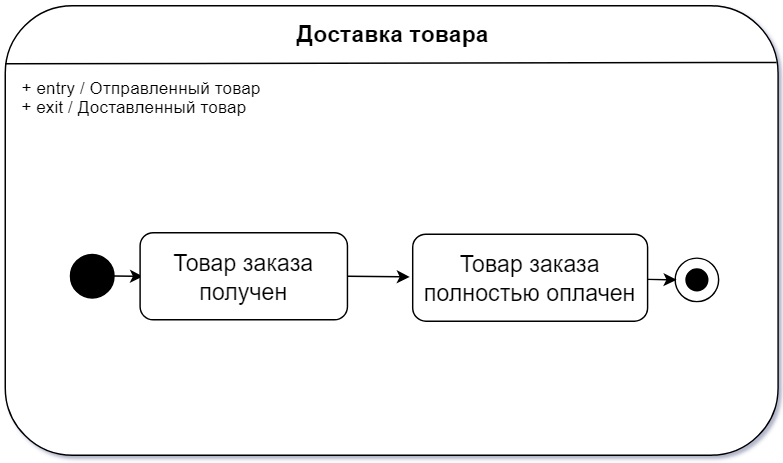 Доставка товара
+ entry / Отправленный товар
+ exit / Доставленный товар
Товар заказа
получен
Товар заказа
полностью оплачен